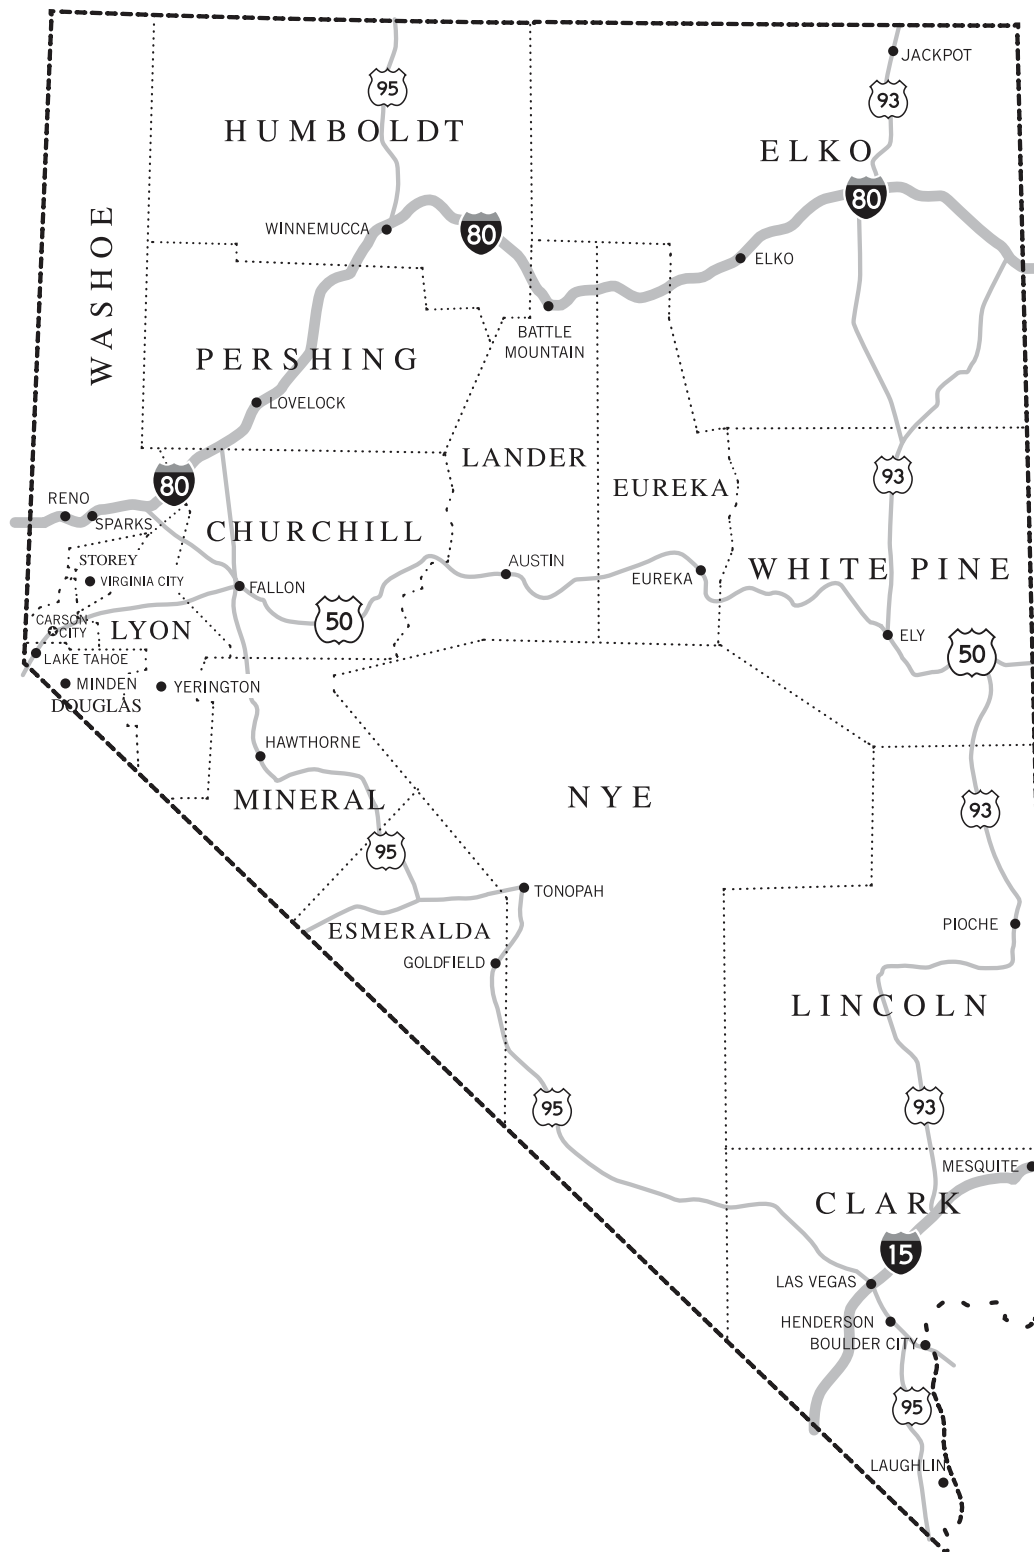 JACKPOT
95
93
HUMBOLDT
ELKO
80
WINNEMUCCA
80
WASHOE
ELKO
BATTLE
MOUNTAIN
PERSHING
LOVELOCK
LANDER
93
80
EUREKA
RENO
SPARKS
CHURCHILL
STOREY
AUSTIN
WHITE PINE
VIRGINIA CITY
EUREKA
FALLON
50
CARSON
CITY
LYON
ELY
50
LAKE TAHOE
MINDEN
YERINGTON
DOUGLAS
HAWTHORNE
MINERAL
NYE
93
95
TONOPAH
PIOCHE
ESMERALDA
GOLDFIELD
LINCOLN
95
93
MESQUITE
CLARK
15
LAS VEGAS
HENDERSON
BOULDER CITY
95
LAUGHLIN